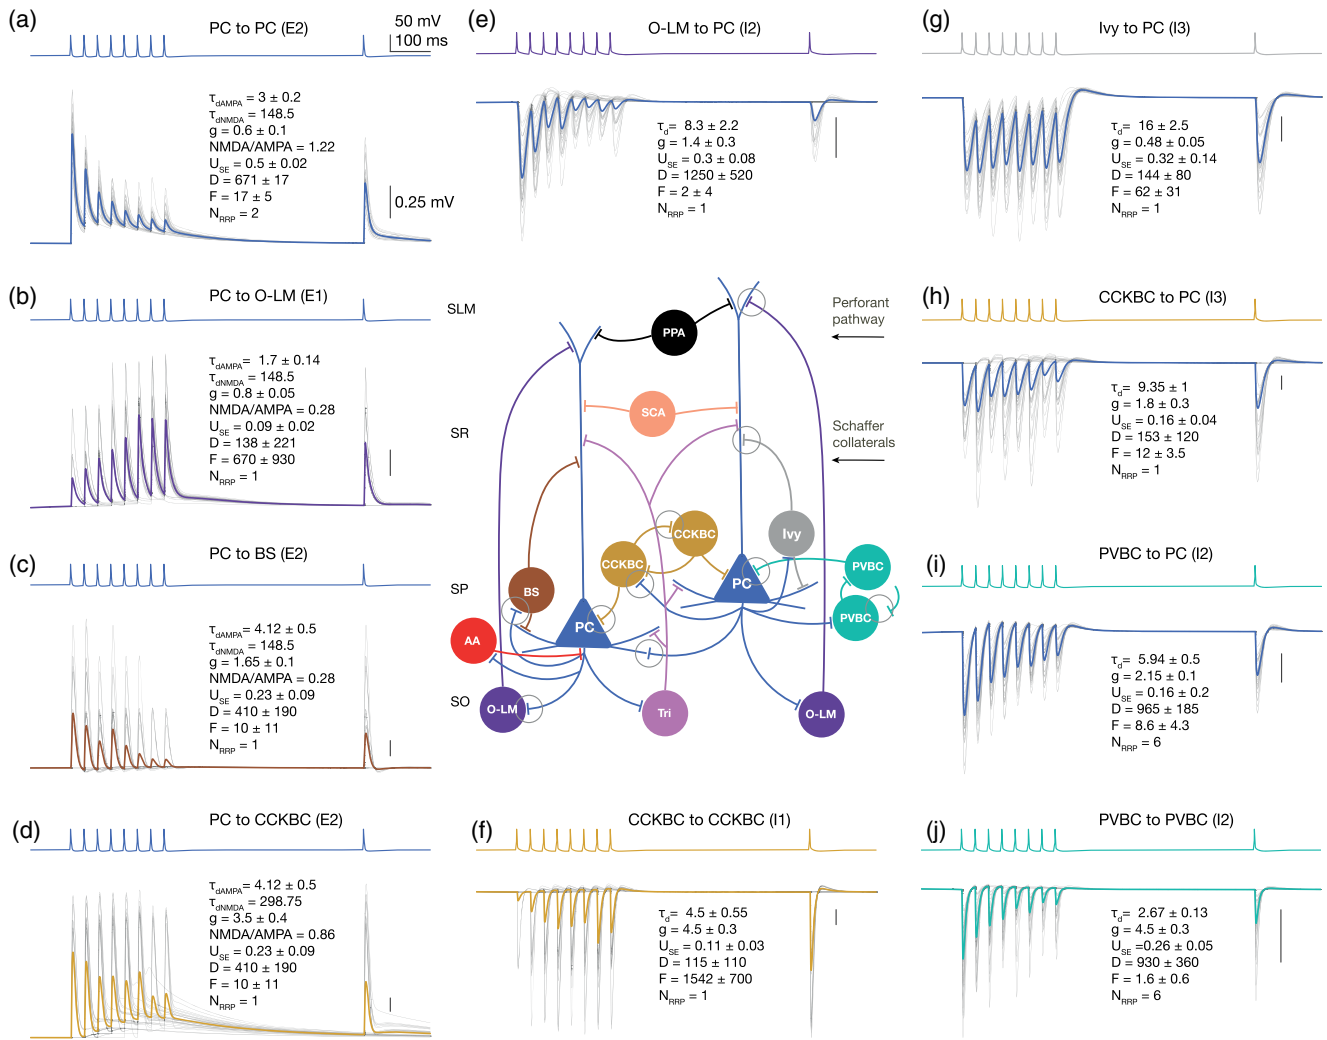 (a)
PC to PC (E2)
50 mV
100 ms
τdAMPA= 3 ± 0.2
τdNMDA = 148.5
g = 0.6 ± 0.1
NMDA/AMPA = 1.22
USE = 0.5 ± 0.02
D = 671 ± 17
F = 17 ± 5
NRRP = 2
0.25 mV
(b)
PC to O-LM (E1)
τdAMPA= 1.7 ± 0.14
τdNMDA = 148.5
g = 0.8 ± 0.05
NMDA/AMPA = 0.28
USE = 0.09 ± 0.02
D = 138 ± 221
F = 670 ± 930
NRRP = 1
(c)
PC to BS (E2)
τdAMPA= 4.12 ± 0.5
τdNMDA = 148.5
g = 1.65 ± 0.1
NMDA/AMPA = 0.28
USE = 0.23 ± 0.09
D = 410 ± 190
F = 10 ± 11
NRRP = 1
(d)
PC to CCKBC (E2)
τdAMPA= 4.12 ± 0.5
τdNMDA = 298.75
g = 3.5 ± 0.4
NMDA/AMPA = 0.86
USE = 0.23 ± 0.09
D = 410 ± 190
F = 10 ± 11
NRRP = 1
(e)
O-LM to PC (I2)
τd= 8.3 ± 2.2
g = 1.4 ± 0.3
USE = 0.3 ± 0.08
D = 1250 ± 520
F = 2 ± 4
NRRP = 1
SLM
SR
SP
SO
PPA
Perforant
pathway
SCA
Schaffer
collaterals
CCKBC
Ivy
CCKBC
PVBC
PC
BS
PVBC
PC
AA
O-LM
Tri
O-LM
(f)
CCKBC to CCKBC (I1)
τd= 4.5 ± 0.55
g = 4.5 ± 0.3
USE = 0.11 ± 0.03
D = 115 ± 110
F = 1542 ± 700
NRRP = 1
(g)
Ivy to PC (I3)
τd= 16 ± 2.5
g = 0.48 ± 0.05
USE = 0.32 ± 0.14
D = 144 ± 80
F = 62 ± 31
NRRP = 1
(h)
CCKBC to PC (I3)
τd= 9.35 ± 1
g = 1.8 ± 0.3
USE = 0.16 ± 0.04
D = 153 ± 120
F = 12 ± 3.5
NRRP = 1
(i)
PVBC to PC (I2)
τd= 5.94 ± 0.5
g = 2.15 ± 0.1
USE = 0.16 ± 0.2
D = 965 ± 185
F = 8.6 ± 4.3
NRRP = 6
(j)
PVBC to PVBC (I2)
τd= 2.67 ± 0.13
g = 4.5 ± 0.3
USE =0.26 ± 0.05
D = 930 ± 360
F = 1.6 ± 0.6
NRRP = 6